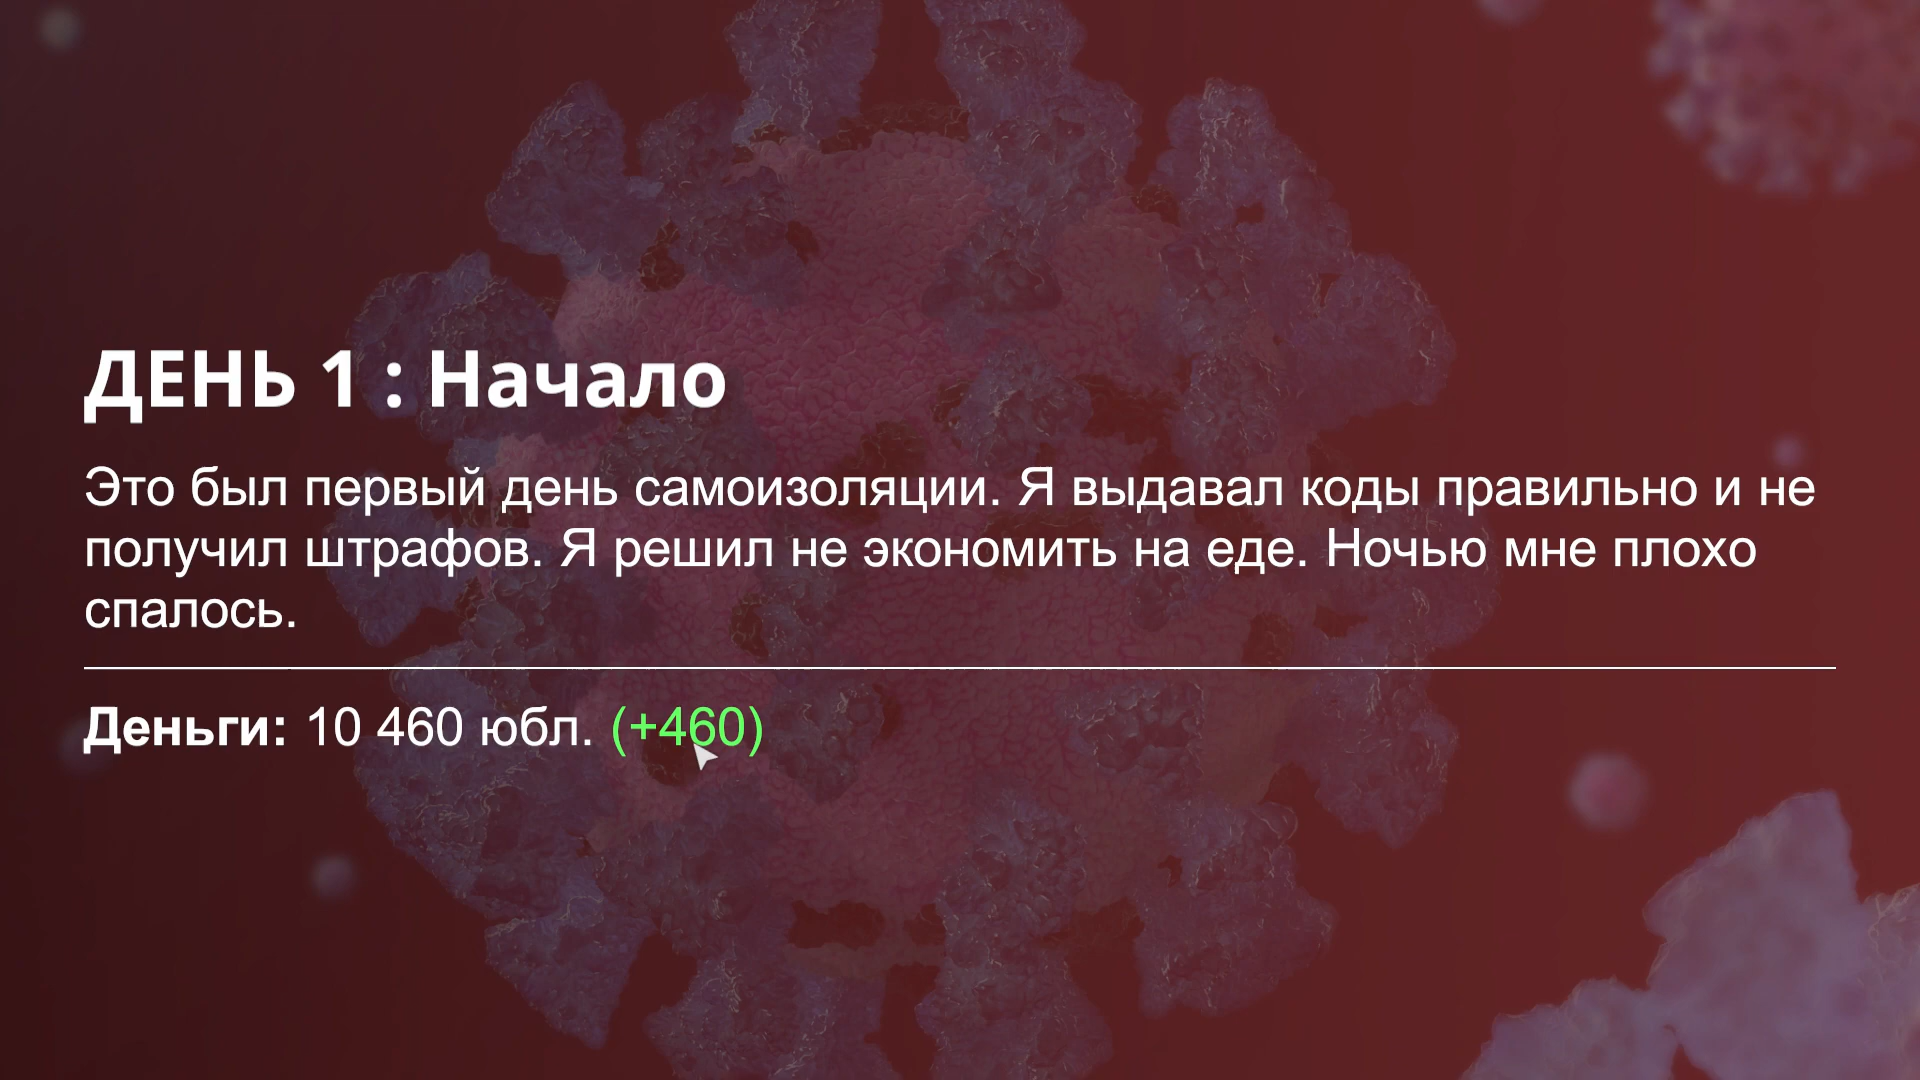 ДЕНЬ 1 : Начало
Это был первый день самоизоляции. Я выдавал коды правильно и не
получил штрафов. Я решил не экономить на еде. Ночью мне плохо
спалось.
Деньги: 10 460 юбл. (+460)